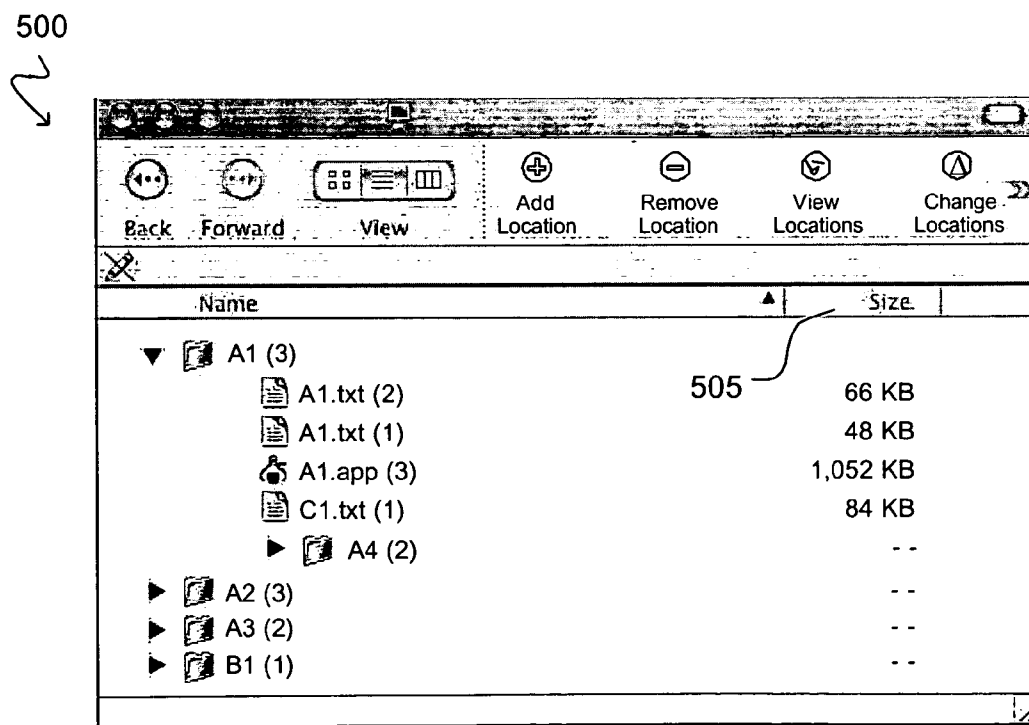 500
Back Forward View Add Location Remove Location View Locations Change Locations
Name Size
505
A1 (3)
A1.txt (2) 66 KB
A1.txt (1) 48 KB
A1.app (3) 1,052 KB
C1.txt (1) 84 KB
A4 (2) - -
A2 (3) - -
A3 (2) - -
B1 (1) - -